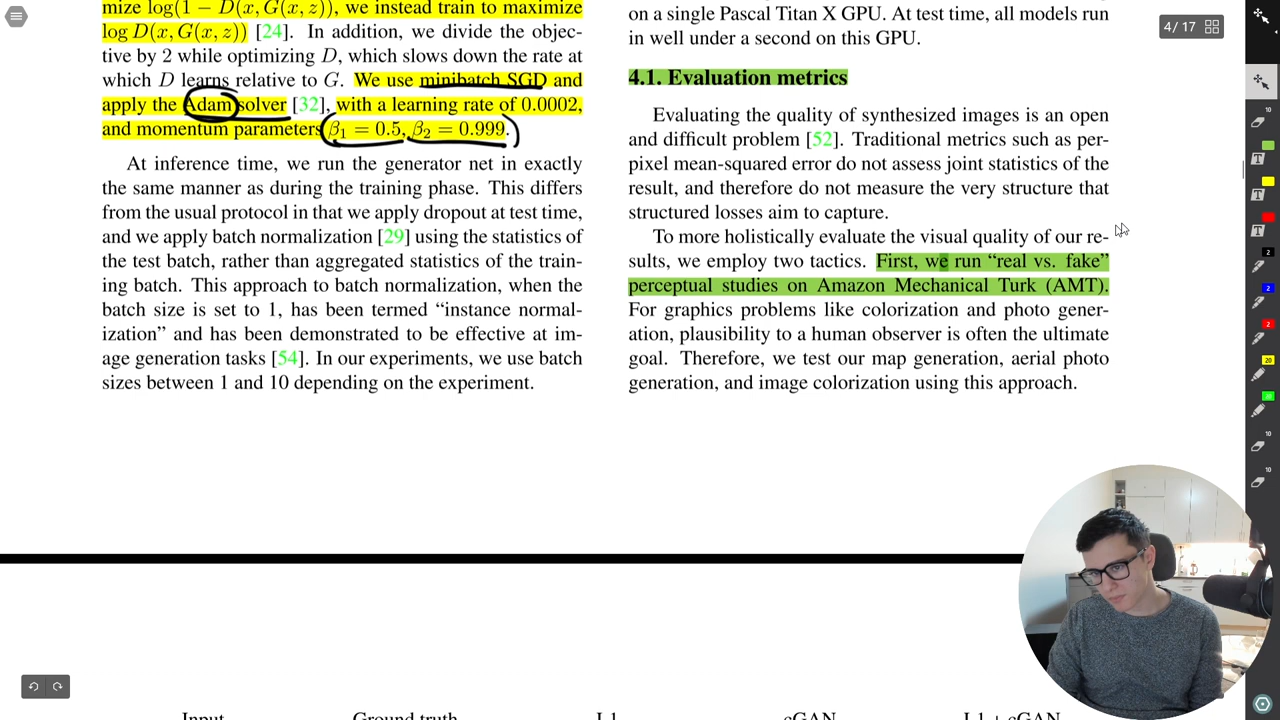 mize log(1 − D(x, G(x, z)), we instead train to maximize
log D(x, G(x, z)) [24]. In addition, we divide the objec-
tive by 2 while optimizing D, which slows down the rate at
which D learns relative to G. We use minibatch SGD and
apply the Adam solver [32], with a learning rate of 0.0002,
and momentum parameters β1 = 0.5, β2 = 0.999.
At inference time, we run the generator net in exactly
the same manner as during the training phase. This differs
from the usual protocol in that we apply dropout at test time,
and we apply batch normalization [29] using the statistics of
the test batch, rather than aggregated statistics of the train-
ing batch. This approach to batch normalization, when the
batch size is set to 1, has been termed “instance normal-
ization” and has been demonstrated to be effective at im-
age generation tasks [54]. In our experiments, we use batch
sizes between 1 and 10 depending on the experiment.
on a single Pascal Titan X GPU. At test time, all models run
in well under a second on this GPU.
4.1. Evaluation metrics
Evaluating the quality of synthesized images is an open
and difficult problem [52]. Traditional metrics such as per-
pixel mean-squared error do not assess joint statistics of the
result, and therefore do not measure the very structure that
structured losses aim to capture.
To more holistically evaluate the visual quality of our re-
sults, we employ two tactics. First, we run “real vs. fake”
perceptual studies on Amazon Mechanical Turk (AMT).
For graphics problems like colorization and photo gener-
ation, plausibility to a human observer is often the ultimate
goal. Therefore, we test our map generation, aerial photo
generation, and image colorization using this approach.
4 / 17
10
2
2
2
20
30
10
10
Input Ground truth L1 cGAN L1 + cGAN